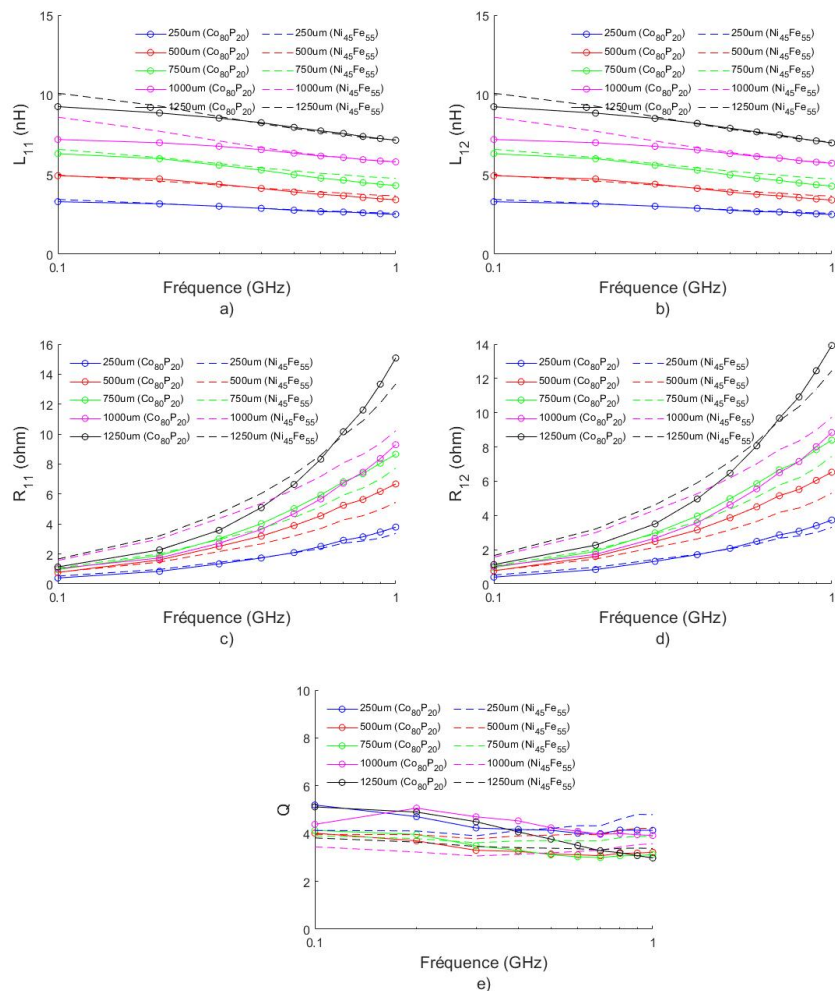 15
10
5
0
L11 (nH)
250um (Co80P20)
500um (Co80P20)
750um (Co80P20)
1000um (Co80P20)
1250um (Co80P20)
250um (Ni45Fe55)
500um (Ni45Fe55)
750um (Ni45Fe55)
1000um (Ni45Fe55)
1250um (Ni45Fe55)
0.1
1
Fréquence (GHz)
a)
15
10
5
0
L12 (nH)
250um (Co80P20)
500um (Co80P20)
750um (Co80P20)
1000um (Co80P20)
1250um (Co80P20)
250um (Ni45Fe55)
500um (Ni45Fe55)
750um (Ni45Fe55)
1000um (Ni45Fe55)
1250um (Ni45Fe55)
0.1
1
Fréquence (GHz)
b)
16
14
12
10
8
6
4
2
0
R11 (ohm)
250um (Co80P20)
500um (Co80P20)
750um (Co80P20)
1000um (Co80P20)
1250um (Co80P20)
250um (Ni45Fe55)
500um (Ni45Fe55)
750um (Ni45Fe55)
1000um (Ni45Fe55)
1250um (Ni45Fe55)
0.1
1
Fréquence (GHz)
c)
14
12
10
8
6
4
2
0
R12 (ohm)
250um (Co80P20)
500um (Co80P20)
750um (Co80P20)
1000um (Co80P20)
1250um (Co80P20)
250um (Ni45Fe55)
500um (Ni45Fe55)
750um (Ni45Fe55)
1000um (Ni45Fe55)
1250um (Ni45Fe55)
0.1
1
Fréquence (GHz)
d)
10
8
6
4
2
0
Q
250um (Co80P20)
500um (Co80P20)
750um (Co80P20)
1000um (Co80P20)
1250um (Co80P20)
250um (Ni45Fe55)
500um (Ni45Fe55)
750um (Ni45Fe55)
1000um (Ni45Fe55)
1250um (Ni45Fe55)
0.1
1
Fréquence (GHz)
e)